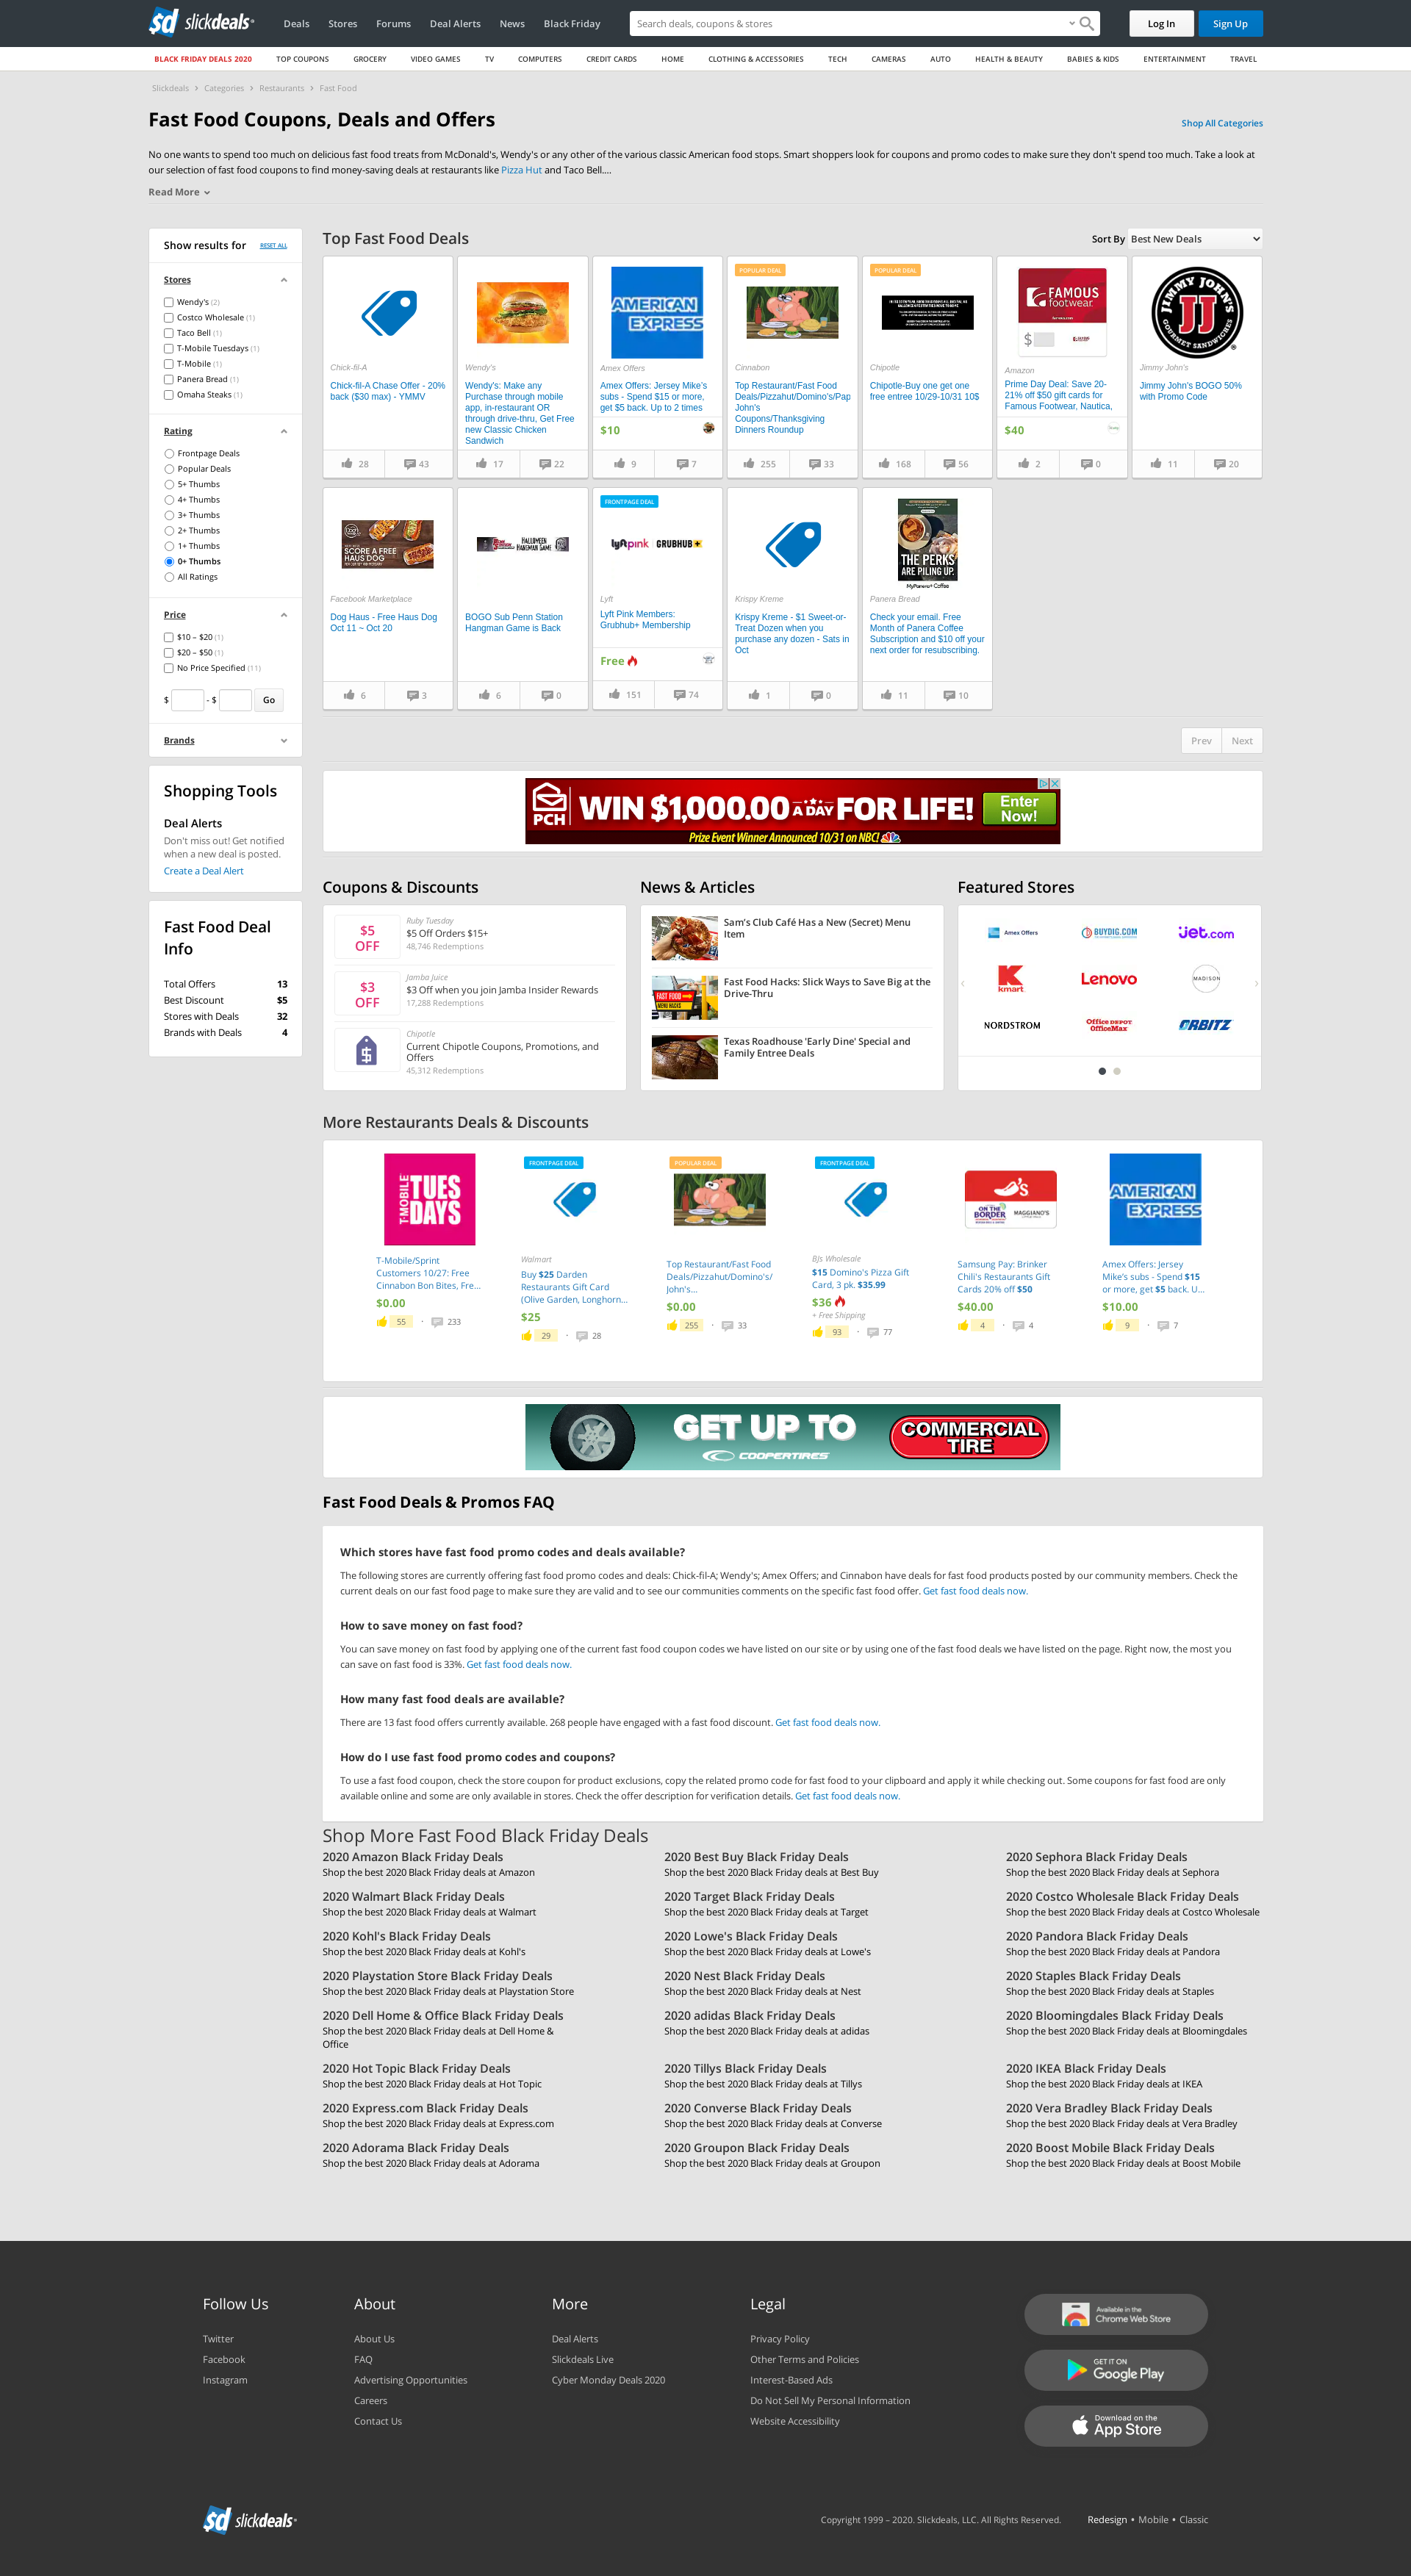 sd slickdeals
Deals
Stores
Forums
Deal Alerts
News
Black Friday
Search deals, coupons & stores
Log In
Sign Up
BLACK FRIDAY DEALS 2020
TOP COUPONS
GROCERY
VIDEO GAMES
TV
COMPUTERS
CREDIT CARDS
HOME
CLOTHING & ACCESSORIES
TECH
CAMERAS
AUTO
HEALTH & BEAUTY
BABIES & KIDS
ENTERTAINMENT
TRAVEL
Slickdeals > Categories > Restaurants > Fast Food
Fast Food Coupons, Deals and Offers
Shop All Categories
No one wants to spend too much on delicious fast food treats from McDonald's, Wendy's or any other of the various classic American food stops. Smart shoppers look for coupons and promo codes to make sure they don't spend too much. Take a look at
our selection of fast food coupons to find money-saving deals at restaurants like Pizza Hut and Taco Bell....
Read More
Show results for
RESET ALL
Stores
Wendy's (2)
Costco Wholesale (1)
Taco Bell (1)
T-Mobile Tuesdays (1)
T-Mobile (1)
Panera Bread (1)
Omaha Steaks (1)
Rating
Frontpage Deals
Popular Deals
5+ Thumbs
4+ Thumbs
3+ Thumbs
2+ Thumbs
1+ Thumbs
0+ Thumbs
All Ratings
Price
$10 – $20 (1)
$20 – $50 (1)
No Price Specified (11)
$ - $ Go
Brands
Shopping Tools
Deal Alerts
Don't miss out! Get notified
when a new deal is posted.
Create a Deal Alert
Fast Food Deal
Info
Total Offers 13
Best Discount $5
Stores with Deals 32
Brands with Deals 4
Top Fast Food Deals
Sort By Best New Deals
Chick-fil-A
Chick-fil-A Chase Offer - 20%
back ($30 max) - YMMV
28 43
Wendy's
Wendy's: Make any
Purchase through mobile
app, in-restaurant OR
through drive-thru, Get Free
new Classic Chicken
Sandwich
17 22
AMERICAN
EXPRESS
Amex Offers
Amex Offers: Jersey Mike's
subs - Spend $15 or more,
get $5 back. Up to 2 times
$10
9 7
POPULAR DEAL
Cinnabon
Top Restaurant/Fast Food
Deals/Pizzahut/Domino's/Pap
John's
Coupons/Thanksgiving
Dinners Roundup
255 33
POPULAR DEAL
Chipotle
Chipotle-Buy one get one
free entree 10/29-10/31 10$
168 56
FAMOUS
footwear
$
Amazon
Prime Day Deal: Save 20-
21% off $50 gift cards for
Famous Footwear, Nautica,
$40
2 0
JIMMY JOHN'S
JJ
GOURMET SANDWICHES
Jimmy John's
Jimmy John's BOGO 50%
with Promo Code
11 20
SCORE A FREE
HAUS DOG
Facebook Marketplace
Dog Haus - Free Haus Dog
Oct 11 ~ Oct 20
6 3
HALLOWEEN
HANGMAN GAME
BOGO Sub Penn Station
Hangman Game is Back
6 0
FRONTPAGE DEAL
lyft pink GRUBHUB
Lyft
Lyft Pink Members:
Grubhub+ Membership
Free
151 74
Krispy Kreme
Krispy Kreme - $1 Sweet-or-
Treat Dozen when you
purchase any dozen - Sats in
Oct
1 0
THE PERKS
ARE PILING UP.
MyPanera+ Coffee
Panera Bread
Check your email. Free
Month of Panera Coffee
Subscription and $10 off your
next order for resubscribing.
11 10
Prev Next
PCH WIN $1,000.00 A DAY FOR LIFE! Enter Now!
Prize Event Winner Announced 10/31 on NBC!
Coupons & Discounts
$5
OFF
Ruby Tuesday
$5 Off Orders $15+
48,746 Redemptions
$3
OFF
Jamba Juice
$3 Off when you join Jamba Insider Rewards
17,288 Redemptions
$
Chipotle
Current Chipotle Coupons, Promotions, and
Offers
45,312 Redemptions
News & Articles
Sam's Club Café Has a New (Secret) Menu
Item
FAST FOOD
MENU HACKS
Fast Food Hacks: Slick Ways to Save Big at the
Drive-Thru
Texas Roadhouse 'Early Dine' Special and
Family Entree Deals
Featured Stores
Amex Offers
BUYDIG.COM
jet.com
K
kmart
Lenovo
MADISON
NORDSTROM
Office DEPOT
OfficeMax
ORBITZ
More Restaurants Deals & Discounts
T-MOBILE
TUES
DAYS
T-Mobile/Sprint
Customers 10/27: Free
Cinnabon Bon Bites, Fre...
$0.00
55 · 233
FRONTPAGE DEAL
Walmart
Buy $25 Darden
Restaurants Gift Card
(Olive Garden, Longhorn...
$25
29 · 28
POPULAR DEAL
Top Restaurant/Fast Food
Deals/Pizzahut/Domino's/
John's...
$0.00
255 · 33
FRONTPAGE DEAL
BJs Wholesale
$15 Domino's Pizza Gift
Card, 3 pk. $35.99
$36
+ Free Shipping
93 · 77
ON THE
BORDER
MAGGIANO'S
Samsung Pay: Brinker
Chili's Restaurants Gift
Cards 20% off $50
$40.00
4 · 4
AMERICAN
EXPRESS
Amex Offers: Jersey
Mike's subs - Spend $15
or more, get $5 back. U...
$10.00
9 · 7
GET UP TO
COOPERTIRES
COMMERCIAL
TIRE
Fast Food Deals & Promos FAQ
Which stores have fast food promo codes and deals available?
The following stores are currently offering fast food promo codes and deals: Chick-fil-A; Wendy's; Amex Offers; and Cinnabon have deals for fast food products posted by our community members. Check the
current deals on our fast food page to make sure they are valid and to see our communities comments on the specific fast food offer. Get fast food deals now.
How to save money on fast food?
You can save money on fast food by applying one of the current fast food coupon codes we have listed on our site or by using one of the fast food deals we have listed on the page. Right now, the most you
can save on fast food is 33%. Get fast food deals now.
How many fast food deals are available?
There are 13 fast food offers currently available. 268 people have engaged with a fast food discount. Get fast food deals now.
How do I use fast food promo codes and coupons?
To use a fast food coupon, check the store coupon for product exclusions, copy the related promo code for fast food to your clipboard and apply it while checking out. Some coupons for fast food are only
available online and some are only available in stores. Check the offer description for verification details. Get fast food deals now.
Shop More Fast Food Black Friday Deals
2020 Amazon Black Friday Deals
Shop the best 2020 Black Friday deals at Amazon
2020 Best Buy Black Friday Deals
Shop the best 2020 Black Friday deals at Best Buy
2020 Sephora Black Friday Deals
Shop the best 2020 Black Friday deals at Sephora
2020 Walmart Black Friday Deals
Shop the best 2020 Black Friday deals at Walmart
2020 Target Black Friday Deals
Shop the best 2020 Black Friday deals at Target
2020 Costco Wholesale Black Friday Deals
Shop the best 2020 Black Friday deals at Costco Wholesale
2020 Kohl's Black Friday Deals
Shop the best 2020 Black Friday deals at Kohl's
2020 Lowe's Black Friday Deals
Shop the best 2020 Black Friday deals at Lowe's
2020 Pandora Black Friday Deals
Shop the best 2020 Black Friday deals at Pandora
2020 Playstation Store Black Friday Deals
Shop the best 2020 Black Friday deals at Playstation Store
2020 Nest Black Friday Deals
Shop the best 2020 Black Friday deals at Nest
2020 Staples Black Friday Deals
Shop the best 2020 Black Friday deals at Staples
2020 Dell Home & Office Black Friday Deals
Shop the best 2020 Black Friday deals at Dell Home &
Office
2020 adidas Black Friday Deals
Shop the best 2020 Black Friday deals at adidas
2020 Bloomingdales Black Friday Deals
Shop the best 2020 Black Friday deals at Bloomingdales
2020 Hot Topic Black Friday Deals
Shop the best 2020 Black Friday deals at Hot Topic
2020 Tillys Black Friday Deals
Shop the best 2020 Black Friday deals at Tillys
2020 IKEA Black Friday Deals
Shop the best 2020 Black Friday deals at IKEA
2020 Express.com Black Friday Deals
Shop the best 2020 Black Friday deals at Express.com
2020 Converse Black Friday Deals
Shop the best 2020 Black Friday deals at Converse
2020 Vera Bradley Black Friday Deals
Shop the best 2020 Black Friday deals at Vera Bradley
2020 Adorama Black Friday Deals
Shop the best 2020 Black Friday deals at Adorama
2020 Groupon Black Friday Deals
Shop the best 2020 Black Friday deals at Groupon
2020 Boost Mobile Black Friday Deals
Shop the best 2020 Black Friday deals at Boost Mobile
Follow Us
Twitter
Facebook
Instagram
About
About Us
FAQ
Advertising Opportunities
Careers
Contact Us
More
Deal Alerts
Slickdeals Live
Cyber Monday Deals 2020
Legal
Privacy Policy
Other Terms and Policies
Interest-Based Ads
Do Not Sell My Personal Information
Website Accessibility
Available in the
Chrome Web Store
GET IT ON
Google Play
Download on the
App Store
sd slickdeals
Copyright 1999 – 2020. Slickdeals, LLC. All Rights Reserved.
Redesign • Mobile • Classic